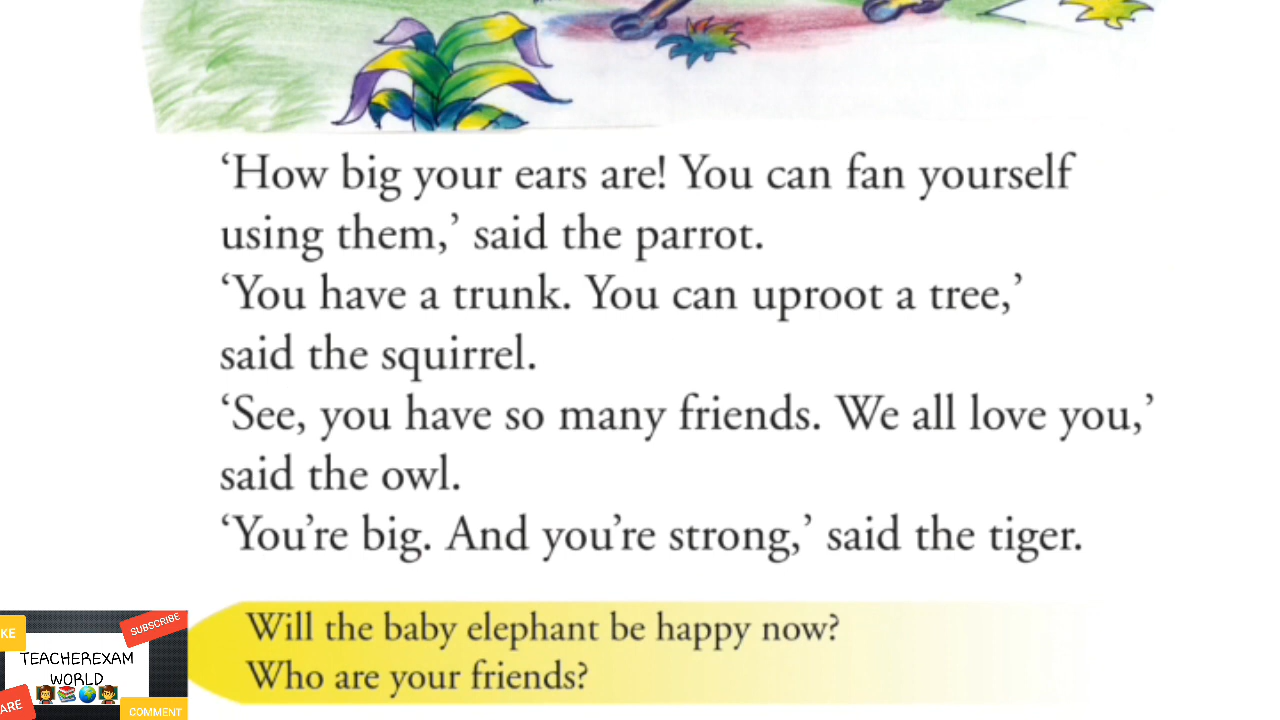 ‘How big your ears are! You can fan yourself
using them,’ said the parrot.
‘You have a trunk. You can uproot a tree,’
said the squirrel.
‘See, you have so many friends. We all love you,’
said the owl.
‘You’re big. And you’re strong,’ said the tiger.
Will the baby elephant be happy now?
Who are your friends?
KE
SUBSCRIBE
TEACHEREXAM
WORLD
ARE
COMMENT